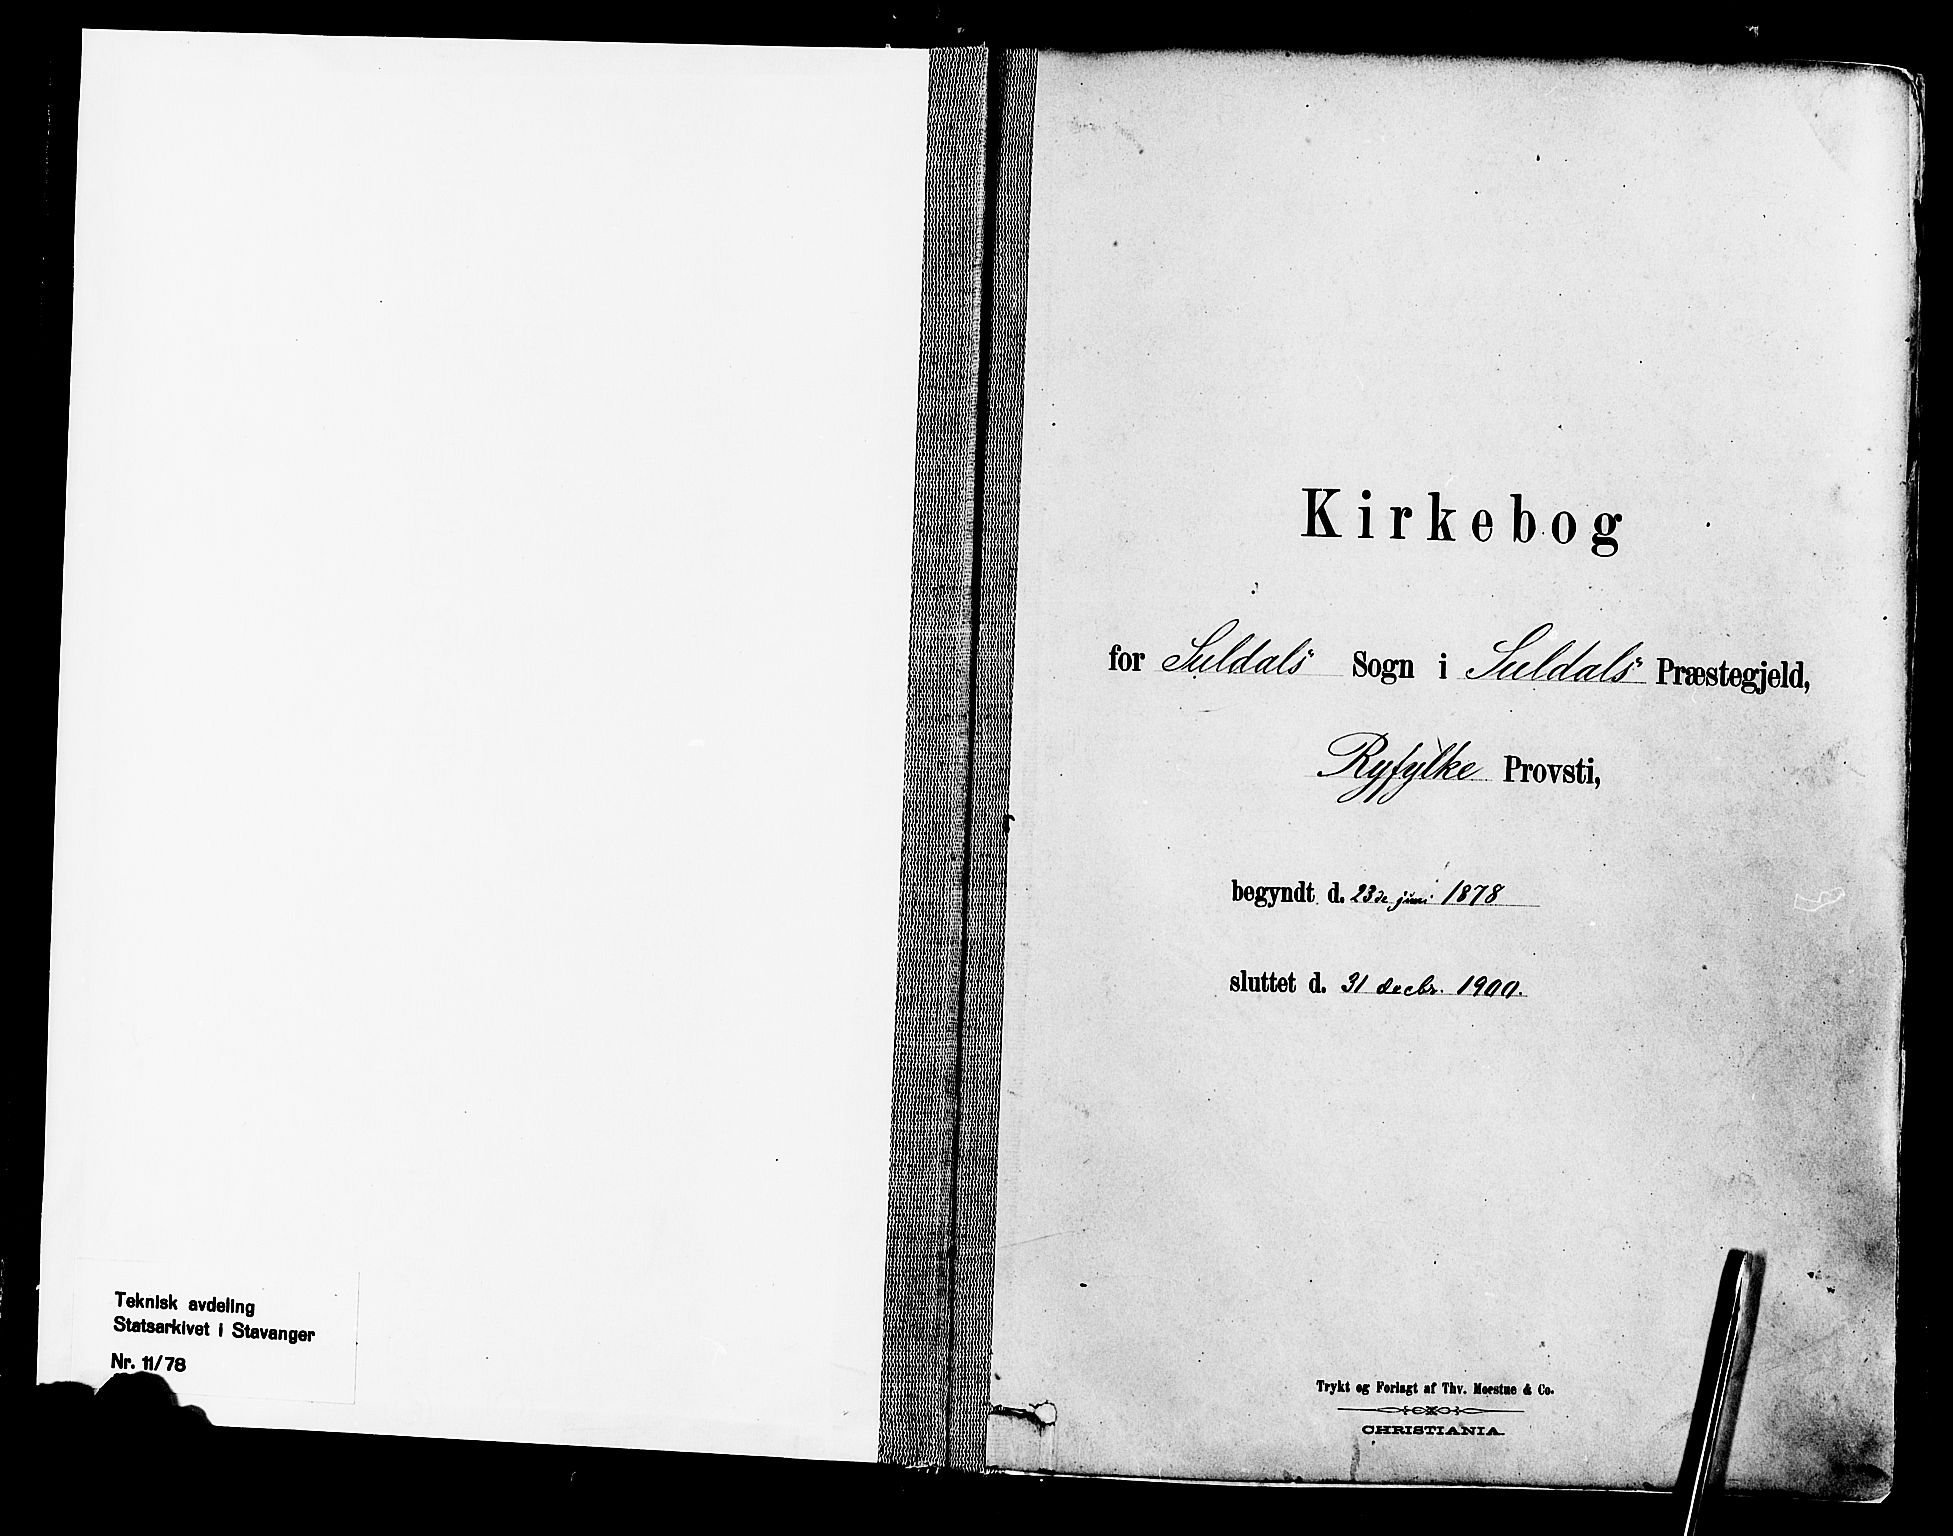 Teknisk avdeling
Statsarkivet i Stavanger
Nr. 11/78
Kirkebog
for Suldals Sogn i Suldals Præstegjeld,
Ryfylke Provsti,
begyndt d. 23de juni 1878
sluttet d. 31 decbr. 1900.
Trykt og Forlagt af Thv. Moestue & Co.
CHRISTIANIA.